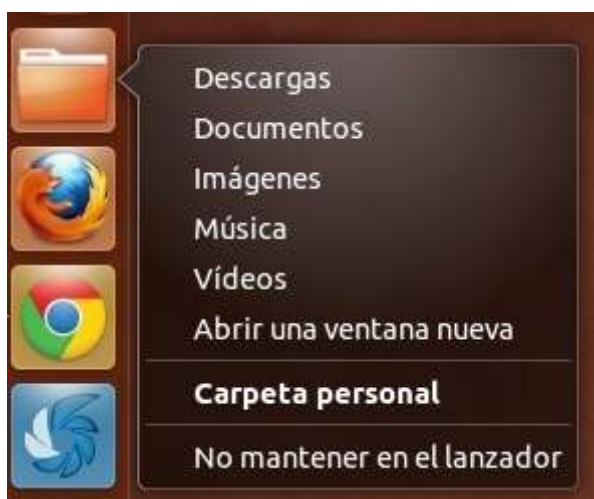 Descargas
Documentos
Imágenes
Música
Vídeos
Abrir una ventana nueva
Carpeta personal
No mantener en el lanzador